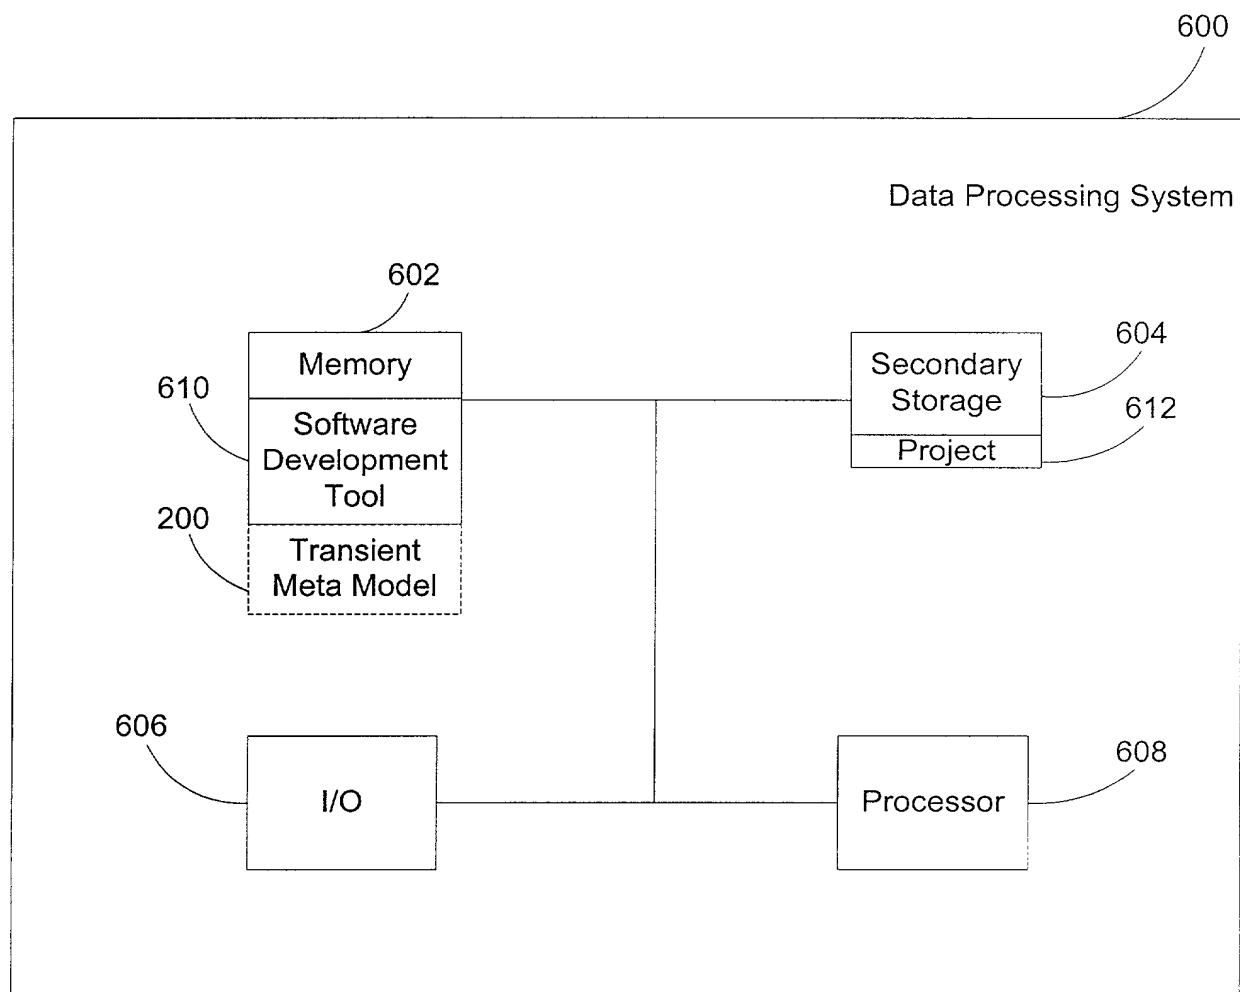 600
Data Processing System
602
Memory
610
Software
Development
Tool
200
Transient
Meta Model
Secondary
Storage
604
Project
612
606
I/O
Processor
608